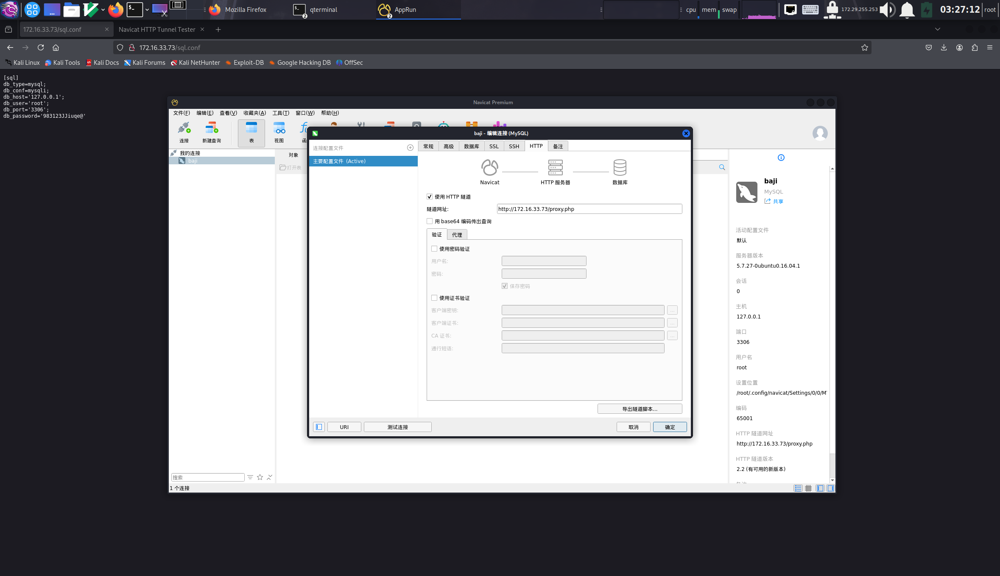 Mozilla Firefox
2
qterminal
2
AppRun
cpu
mem
swap
172.29.255.253
03:27:12
root
172.16.33.73/sql.conf
Navicat HTTP Tunnel Tester
172.16.33.73/sql.conf
Kali Linux
Kali Tools
Kali Docs
Kali Forums
Kali NetHunter
Exploit-DB
Google Hacking DB
OffSec
[sql]
db_type=mysql;
db_conf=mysqli;
db_host='127.0.0.1';
db_user='root';
db_port='3306';
db_password='983123JJiuqe@'
Navicat Premium
文件(F)
编辑(E)
查看(V)
收藏夹(A)
工具(T)
窗口(W)
帮助(H)
连接
新建查询
表
视图
我的连接
baji
对象
打开表
baji - 编辑连接 (MySQL)
连接配置文件
主要配置文件 (Active)
常规
高级
数据库
SSL
SSH
HTTP
备注
Navicat
HTTP 服务器
数据库
使用 HTTP 隧道
隧道网址:
http://172.16.33.73/proxy.php
用 base64 编码传出查询
验证
代理
使用密码验证
用户名:
密码:
保存密码
使用证书验证
客户端密钥:
...
客户端证书:
...
CA 证书:
...
通行短语:
导出隧道脚本...
URI
测试连接
取消
确定
baji
MySQL
共享
活动配置文件
默认
服务器版本
5.7.27-0ubuntu0.16.04.1
会话
0
主机
127.0.0.1
端口
3306
用户名
root
设置位置
/root/.config/navicat/Settings/0/0/M
编码
65001
HTTP 隧道网址
http://172.16.33.73/proxy.php
HTTP 隧道版本
2.2 (有可用的新版本)
搜索
1 个连接